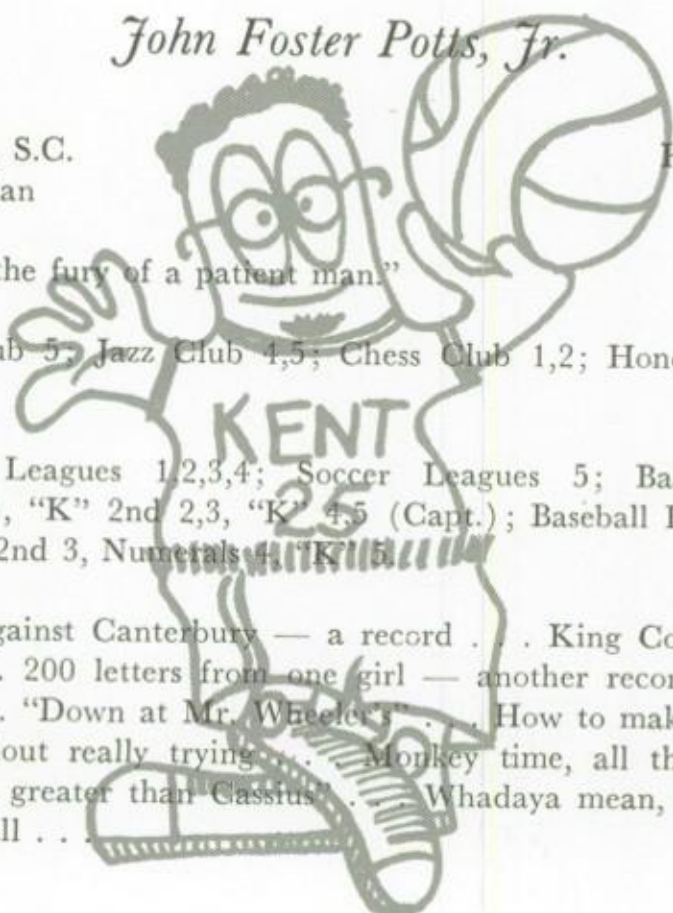 John Foster Potts, Jr.
S.C.
an
the fury of a patient man.”
ub 5; Jazz Club 4,5; Chess Club 1,2; Hono
KENT
Leagues 1,2,3,4; Soccer Leagues 5; Ba
25
, “K” 2nd 2,3, “K” 4,5 (Capt.); Baseball
2nd 3, Numerals 4, “K” 5.
gainst Canterbury — a record . . . King Co
. 200 letters from one girl — another recor
. “Down at Mr. Wheeler's” . . . How to mak
out really trying . . . Monkey time, all th
greater than Cassius” . . . Whadaya mean,
ll . . .